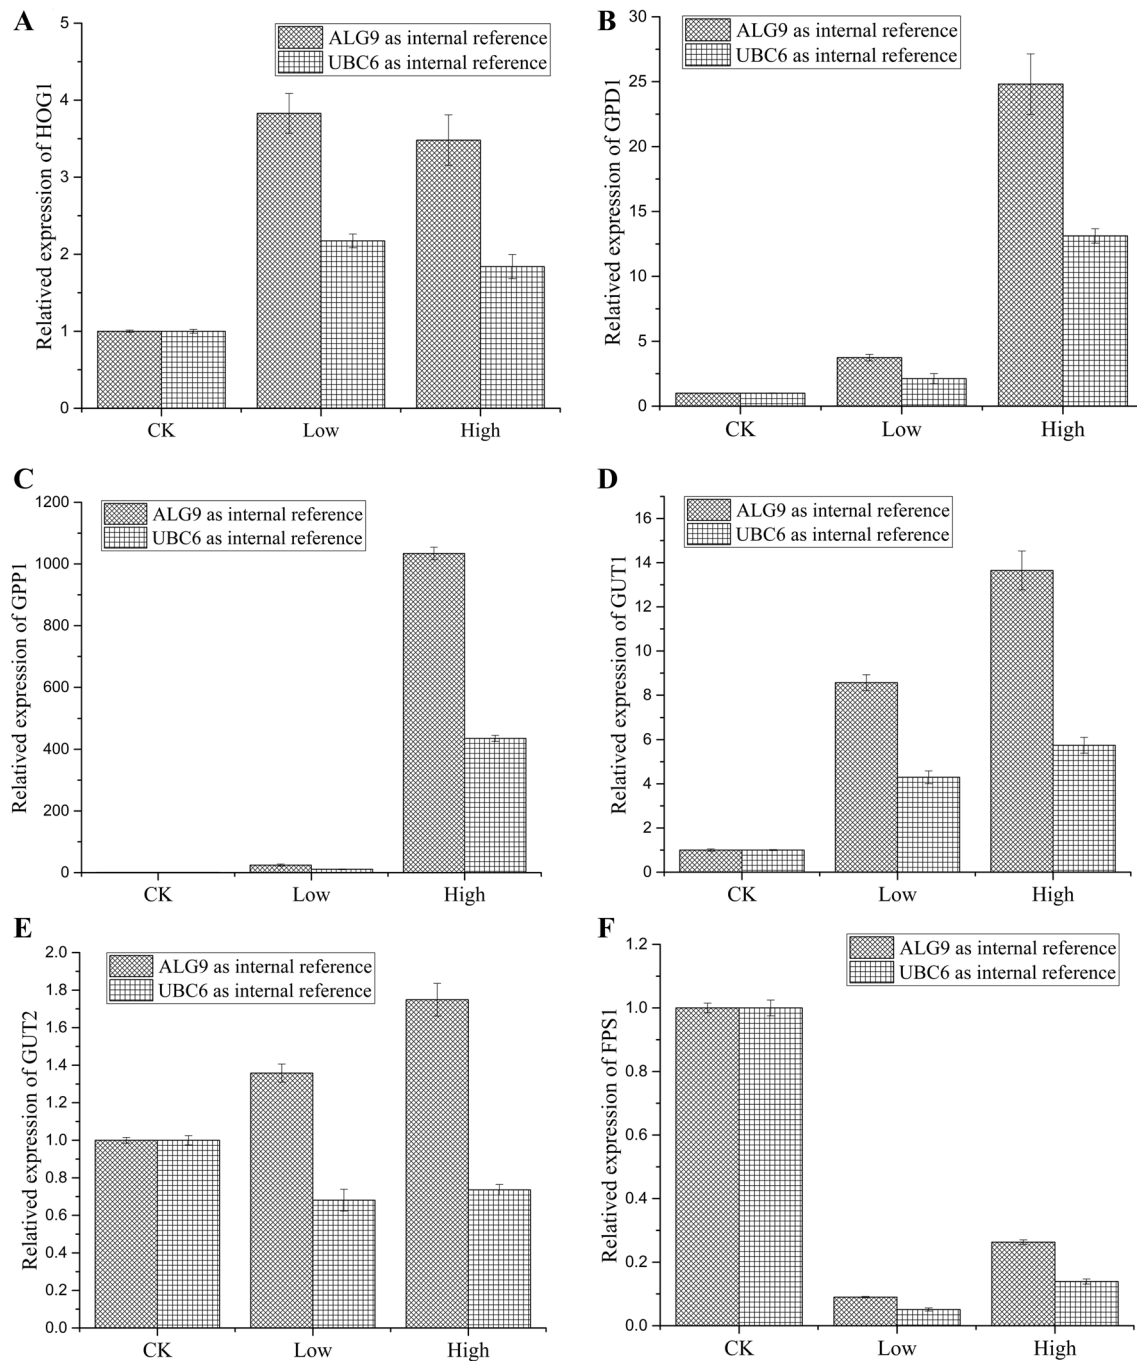 A
Relatived expression of HOG1
5
4
3
2
1
0
ALG9 as internal reference
UBC6 as internal reference
CK Low High
B
Relatived expression of GPD1
30
25
20
15
10
5
0
ALG9 as internal reference
UBC6 as internal reference
CK Low High
C
Relatived expression of GPP1
1200
1000
800
600
400
200
0
ALG9 as internal reference
UBC6 as internal reference
CK Low High
D
Relatived expression of GUT1
16
14
12
10
8
6
4
2
0
ALG9 as internal reference
UBC6 as internal reference
CK Low High
E
Relatived expression of GUT2
2.0
1.8
1.6
1.4
1.2
1.0
0.8
0.6
0.4
0.2
0.0
ALG9 as internal reference
UBC6 as internal reference
CK Low High
F
Relatived expression of FPS1
1.2
1.0
0.8
0.6
0.4
0.2
0.0
ALG9 as internal reference
UBC6 as internal reference
CK Low High